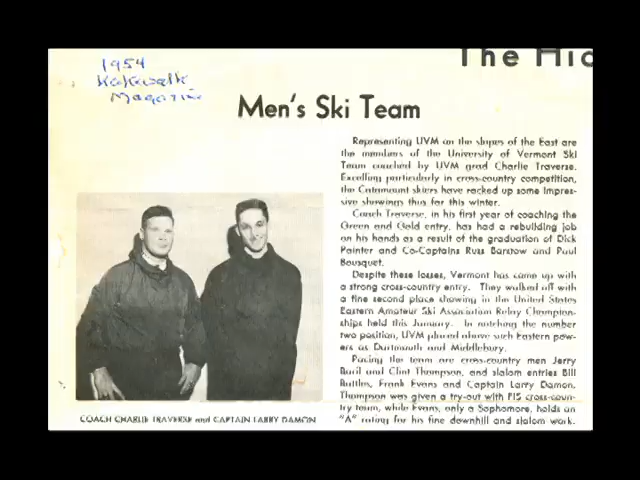 The Hic
1954
Kakewalk
Magazine
Men's Ski Team
Representing UVM on the slopes of the East are
the members of the University of Vermont Ski
Team coached by UVM grad Charlie Traverse.
Excelling particularly in cross-country competition,
the Catamount skiers have racked up some impres-
sive showings thus far this winter.
Coach Traverse, in his first year of coaching the
Green and Gold entry, has had a rebuilding job
on his hands as a result of the graduation of Dick
Painter and Co-Captains Russ Barstow and Paul
Bousquet.
Despite these losses, Vermont has come up with
a strong cross-country entry. They walked off with
a fine second place showing in the United States
Eastern Amateur Ski Association Relay Champion-
ships held this January. In notching the number
two position, UVM placed above such Eastern pow-
ers as Dartmouth and Middlebury.
Pacing the team are cross-country men Jerry
and Clint Thompson, and slalom entries Bill
Frank Evans and Captain Larry Damon.
Thompson was given a try-out with FIS cross-coun-
try team, while Evans, only a Sophomore, holds an
"A" rating for his fine downhill and slalom work.
COACH CHARLIE TRAVERSE and CAPTAIN LARRY DAMON